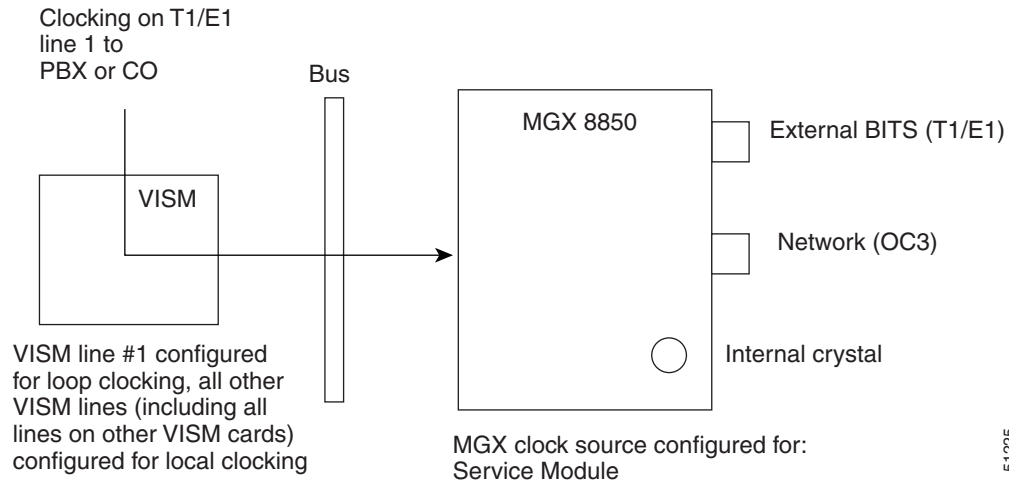 Clocking on T1/E1
line 1 to
PBX or CO
Bus
MGX 8850
External BITS (T1/E1)
VISM
Network (OC3)
Internal crystal
VISM line #1 configured
for loop clocking, all other
VISM lines (including all
lines on other VISM cards)
configured for local clocking
MGX clock source configured for:
Service Module